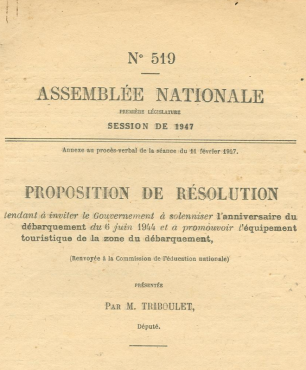 N° 519
ASSEMBLÉE NATIONALE
PREMIÈRE LÉGISLATURE
SESSION DE 1947
Annexe au procès-verbal de la séance du 11 février 1947.
PROPOSITION DE RÉSOLUTION
tendant à inviter le Gouvernement à solenniser l'anniversaire du
débarquement du 6 juin 1944 et a promouvoir l'équipement
touristique de la zone du débarquement,
(Renvoyée à la Commission de l'éducation nationale)
PRÉSENTÉE
PAR M. TRIBOULET,
Député.